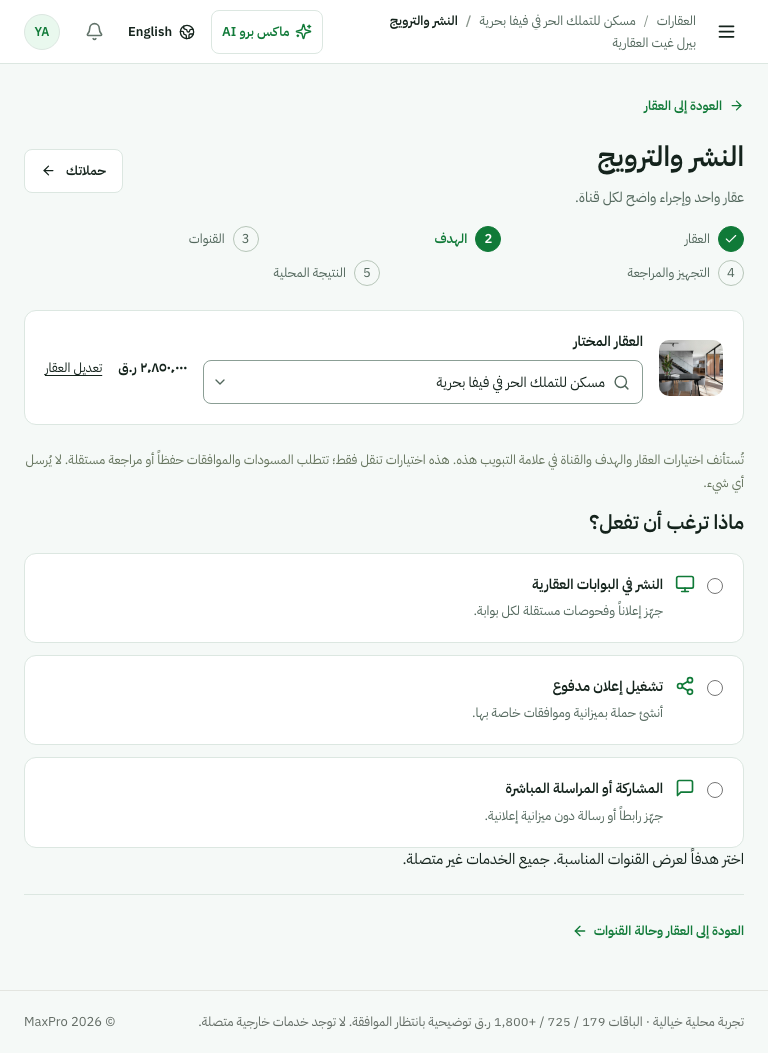 العقارات / مسكن للتملك الحر في فيفا بحرية / النشر والترويج
بيرل غيت العقارية
ماكس برو AI
English
YA
العودة إلى العقار
النشر والترويج
عقار واحد وإجراء واضح لكل قناة.
حملاتك
العقار
2 الهدف
3 القنوات
4 التجهيز والمراجعة
5 النتيجة المحلية
العقار المختار
مسكن للتملك الحر في فيفا بحرية
٢٬٨٥٠٬٠٠٠ ر.ق
تعديل العقار
تُستأنف اختيارات العقار والهدف والقناة في علامة التبويب هذه. هذه اختيارات تنقل فقط؛ تتطلب المسودات والموافقات حفظاً أو مراجعة مستقلة. لا يُرسل
أي شيء.
ماذا ترغب أن تفعل؟
النشر في البوابات العقارية
جهّز إعلاناً وفحوصات مستقلة لكل بوابة.
تشغيل إعلان مدفوع
أنشئ حملة بميزانية وموافقات خاصة بها.
المشاركة أو المراسلة المباشرة
جهّز رابطاً أو رسالة دون ميزانية إعلانية.
اختر هدفاً لعرض القنوات المناسبة. جميع الخدمات غير متصلة.
العودة إلى العقار وحالة القنوات
تجربة محلية خيالية · الباقات 179 / 725 / +1,800 ر.ق توضيحية بانتظار الموافقة. لا توجد خدمات خارجية متصلة.
© 2026 MaxPro